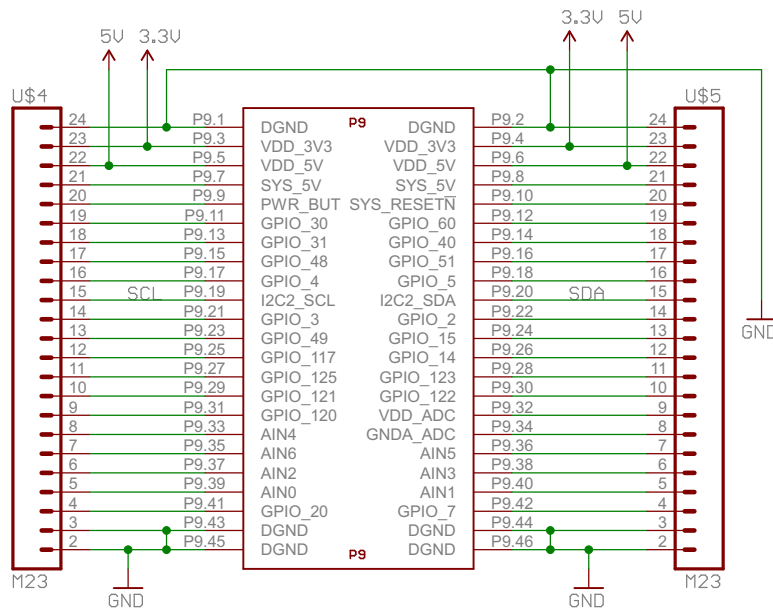 5V 3.3V 3.3V 5V
U$4 U$5
24 P9.1 DGND P9 DGND P9.2 24
23 P9.3 VDD_3V3 VDD_3V3 P9.4 23
22 P9.5 VDD_5V VDD_5V P9.6 22
21 P9.7 SYS_5V SYS_5V P9.8 21
20 P9.9 PWR_BUT SYS_RESETN P9.10 20
19 P9.11 GPIO_30 GPIO_60 P9.12 19
18 P9.13 GPIO_31 GPIO_40 P9.14 18
17 P9.15 GPIO_48 GPIO_51 P9.16 17
16 P9.17 GPIO_4 GPIO_5 P9.18 16
15 SCL P9.19 I2C2_SCL I2C2_SDA P9.20 SDA 15
14 P9.21 GPIO_3 GPIO_2 P9.22 14
GND
13 P9.23 GPIO_49 GPIO_15 P9.24 13
12 P9.25 GPIO_117 GPIO_14 P9.26 12
11 P9.27 GPIO_125 GPIO_123 P9.28 11
10 P9.29 GPIO_121 GPIO_122 P9.30 10
9 P9.31 GPIO_120 VDD_ADC P9.32 9
8 P9.33 AIN4 GNDA_ADC P9.34 8
7 P9.35 AIN6 AIN5 P9.36 7
6 P9.37 AIN2 AIN3 P9.38 6
5 P9.39 AIN0 AIN1 P9.40 5
4 P9.41 GPIO_20 GPIO_7 P9.42 4
3 P9.43 DGND DGND P9.44 3
2 P9.45 DGND P9 DGND P9.46 2
M23 M23
GND GND